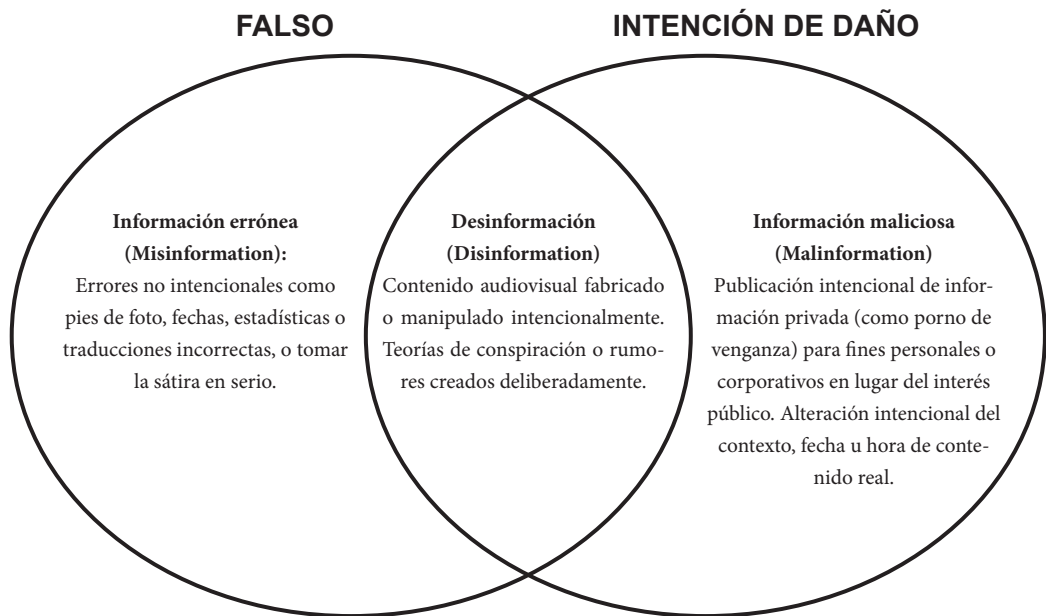 FALSO
INTENCIÓN DE DAÑO
Información errónea
(Misinformation):
Errores no intencionales como
pies de foto, fechas, estadísticas o
traducciones incorrectas, o tomar
la sátira en serio.
Desinformación
(Disinformation)
Contenido audiovisual fabricado
o manipulado intencionalmente.
Teorías de conspiración o rumo-
res creados deliberadamente.
Información maliciosa
(Malinformation)
Publicación intencional de infor-
mación privada (como porno de
venganza) para fines personales o
corporativos en lugar del interés
público. Alteración intencional del
contexto, fecha u hora de conte-
nido real.